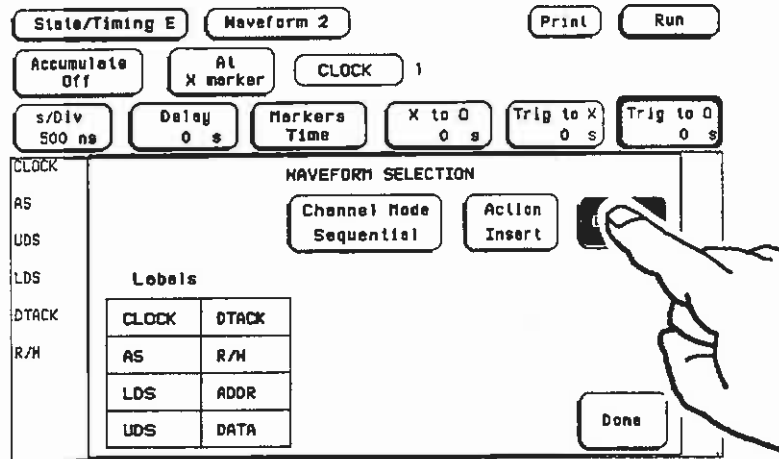 State/Timing E Waveform 2 Print Run
Accumulate Off At X marker CLOCK 1
s/Div 500 ns Delay 0 s Markers Time X to O 0 s Trig to X 0 s Trig to O 0 s
CLOCK
AS
UDS
LDS
DTACK
R/W
WAVEFORM SELECTION
Channel Mode Sequential Action Insert
Labels
CLOCK DTACK
AS R/W
LDS ADDR
UDS DATA
Done